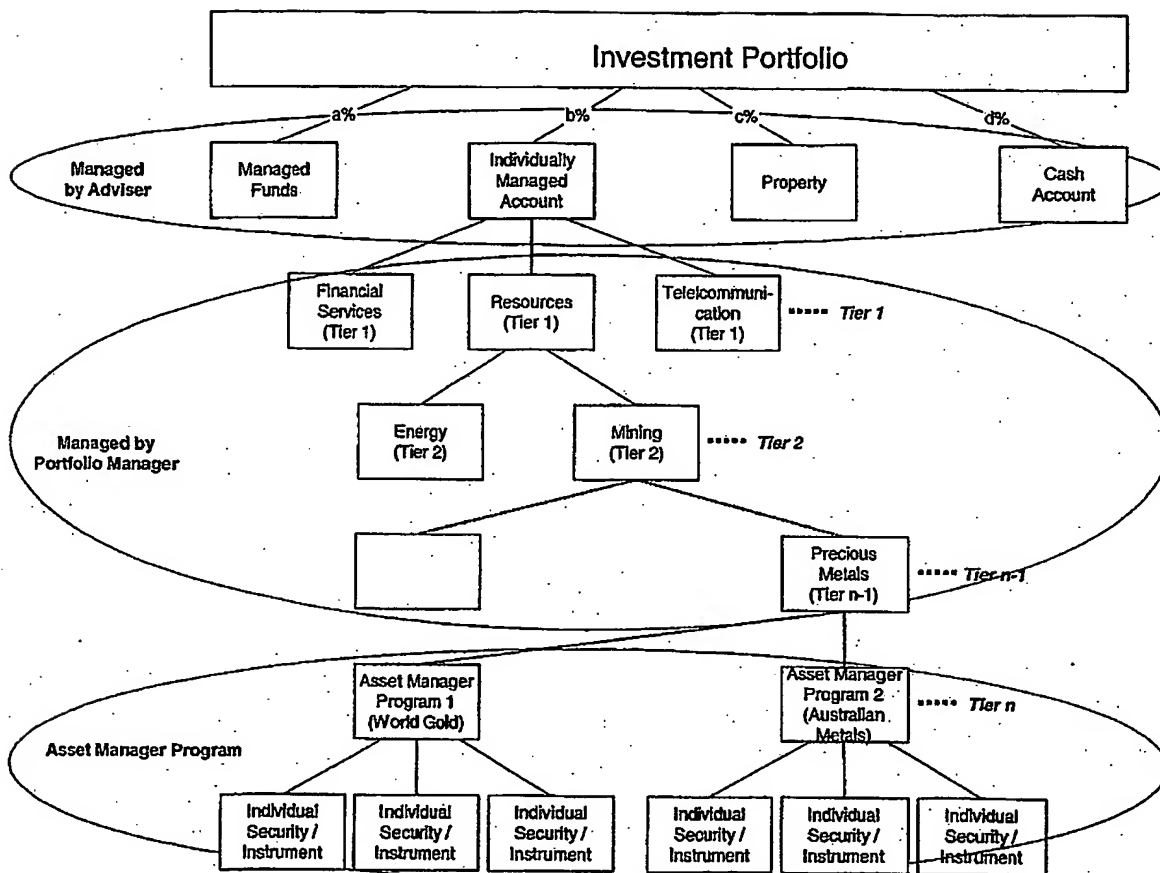 Investment Portfolio
a%
b%
c%
d%
Managed
by Adviser
Managed
Funds
Individually
Managed
Account
Property
Cash
Account
Financial
Services
(Tier 1)
Resources
(Tier 1)
Telelcommuni-
cation
(Tier 1)
Tier 1
Managed by
Portfolio Manager
Energy
(Tier 2)
Mining
(Tier 2)
Tier 2
Precious
Metals
(Tier n-1)
Tier n-1
Asset Manager Program
Asset Manager
Program 1
(World Gold)
Asset Manager
Program 2
(Australian
Metals)
Tier n
Individual
Security /
Instrument
Individual
Security /
Instrument
Individual
Security /
Instrument
Individual
Security /
Instrument
Individual
Security /
Instrument
Individual
Security /
Instrument